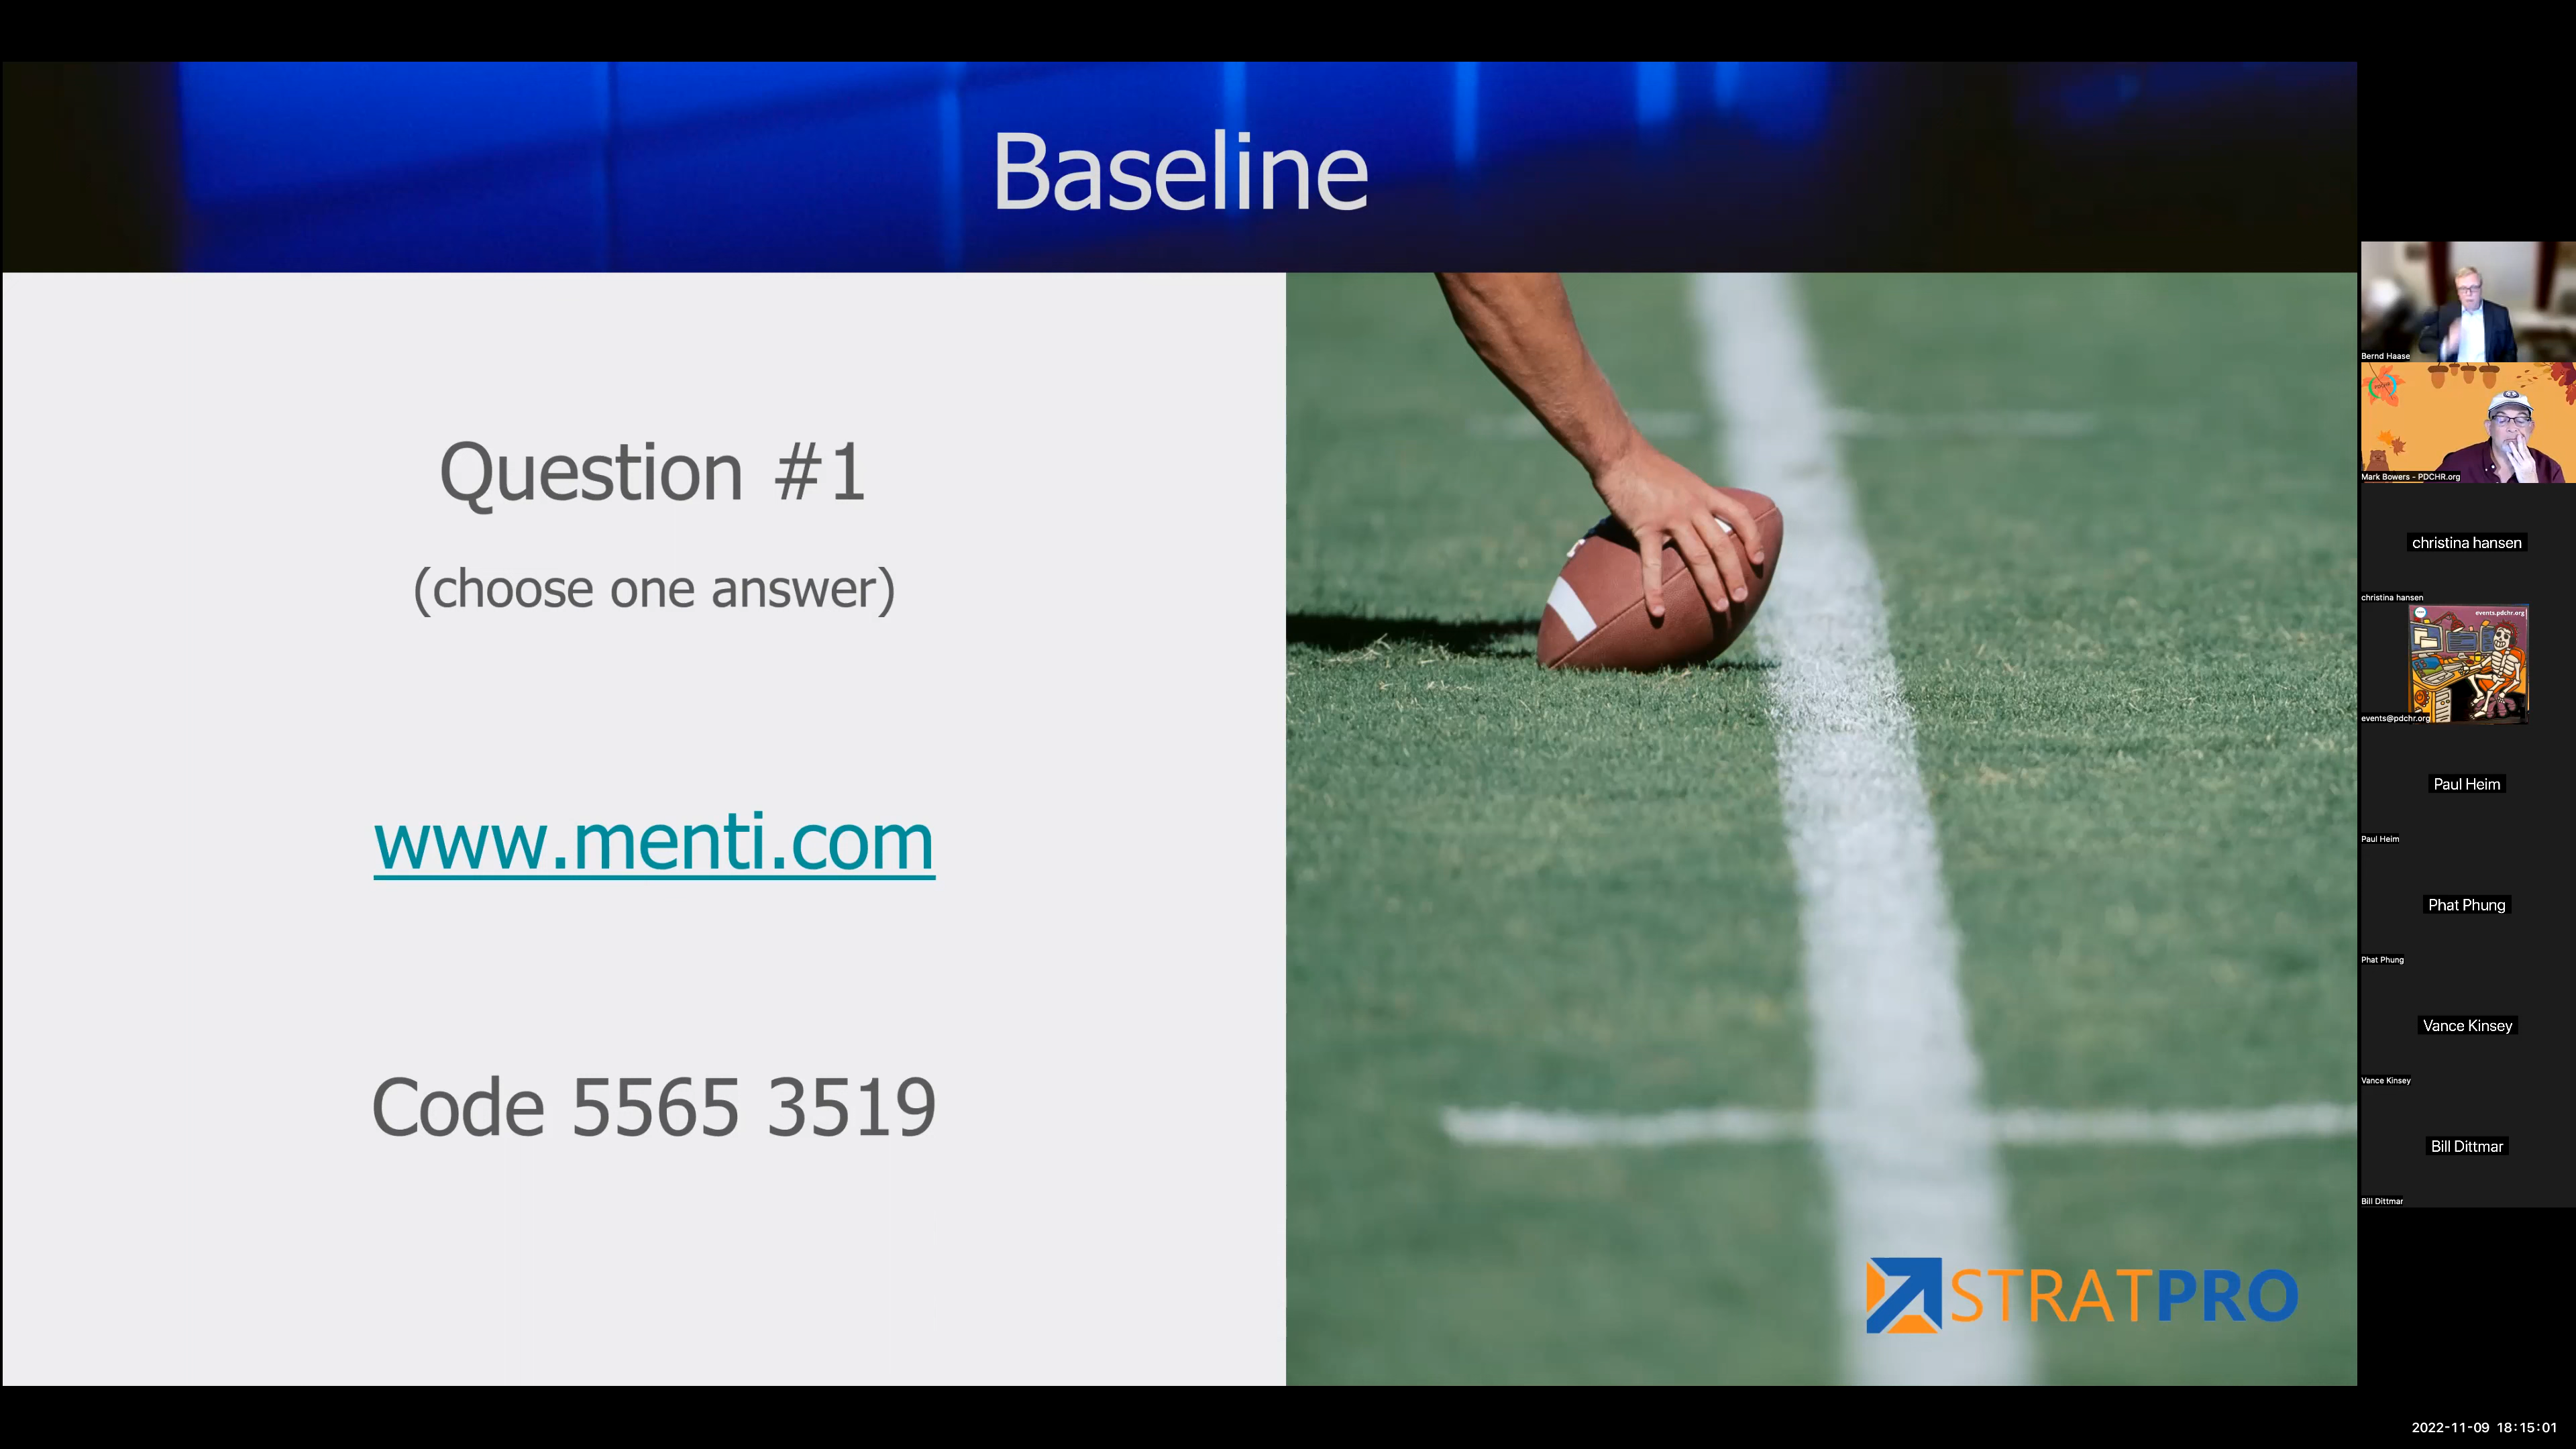 Baseline
Question #1
(choose one answer)
www.menti.com
Code 5565 3519
STRATPRO
Bernd Haase
Mark Bowers - PDCHR.org
christina hansen
christina hansen
events.pdchr.org
events@pdchr.org
Paul Heim
Paul Heim
Phat Phung
Phat Phung
Vance Kinsey
Vance Kinsey
Bill Dittmar
Bill Dittmar
2022-11-09 18:15:01